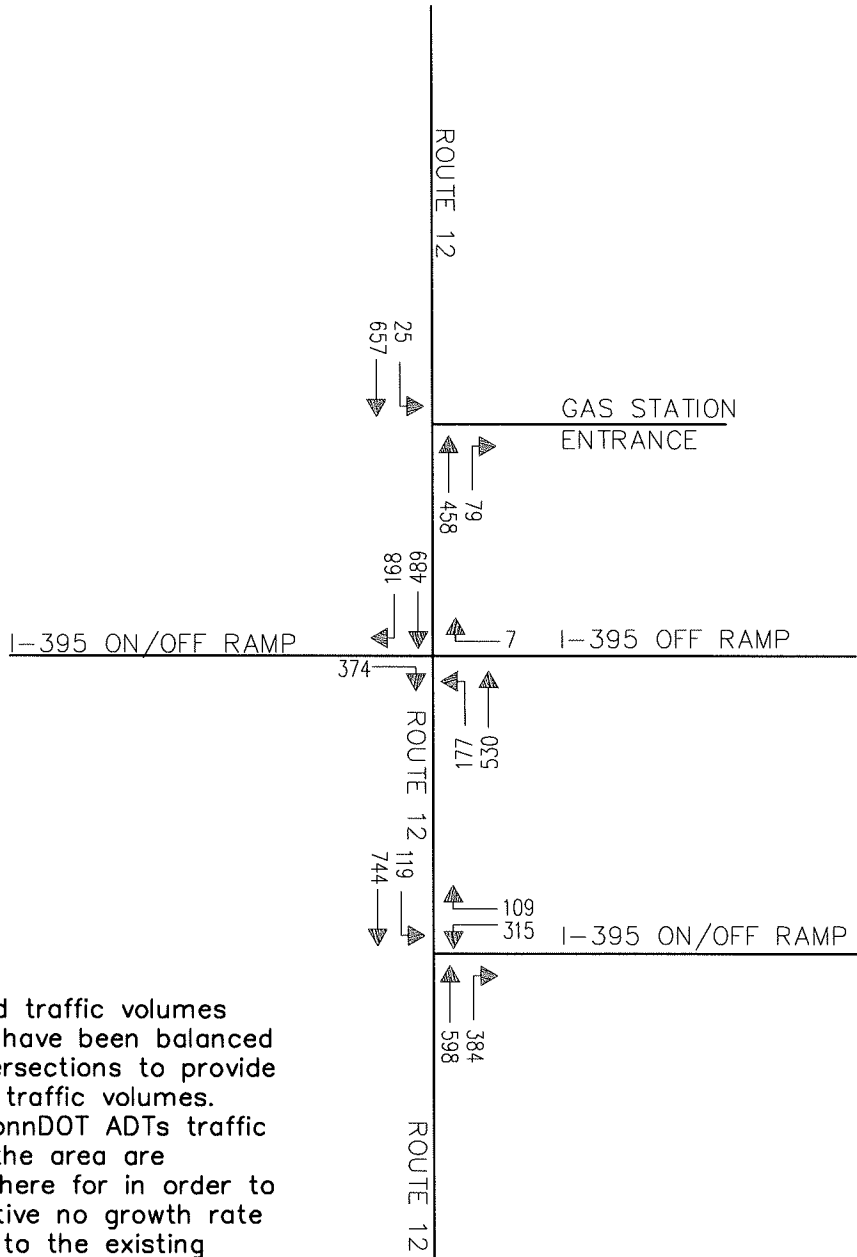 ROUTE 12
25
657
GAS STATION
ENTRANCE
79
458
489
168
7
I-395 ON/OFF RAMP
I-395 OFF RAMP
374
530
177
ROUTE 12
119
744
109
315
I-395 ON/OFF RAMP
384
598
d traffic volumes
have been balanced
ersections to provide
traffic volumes.
onnDOT ADTs traffic
the area are
here for in order to
tive no growth rate
to the existing
ROUTE 12